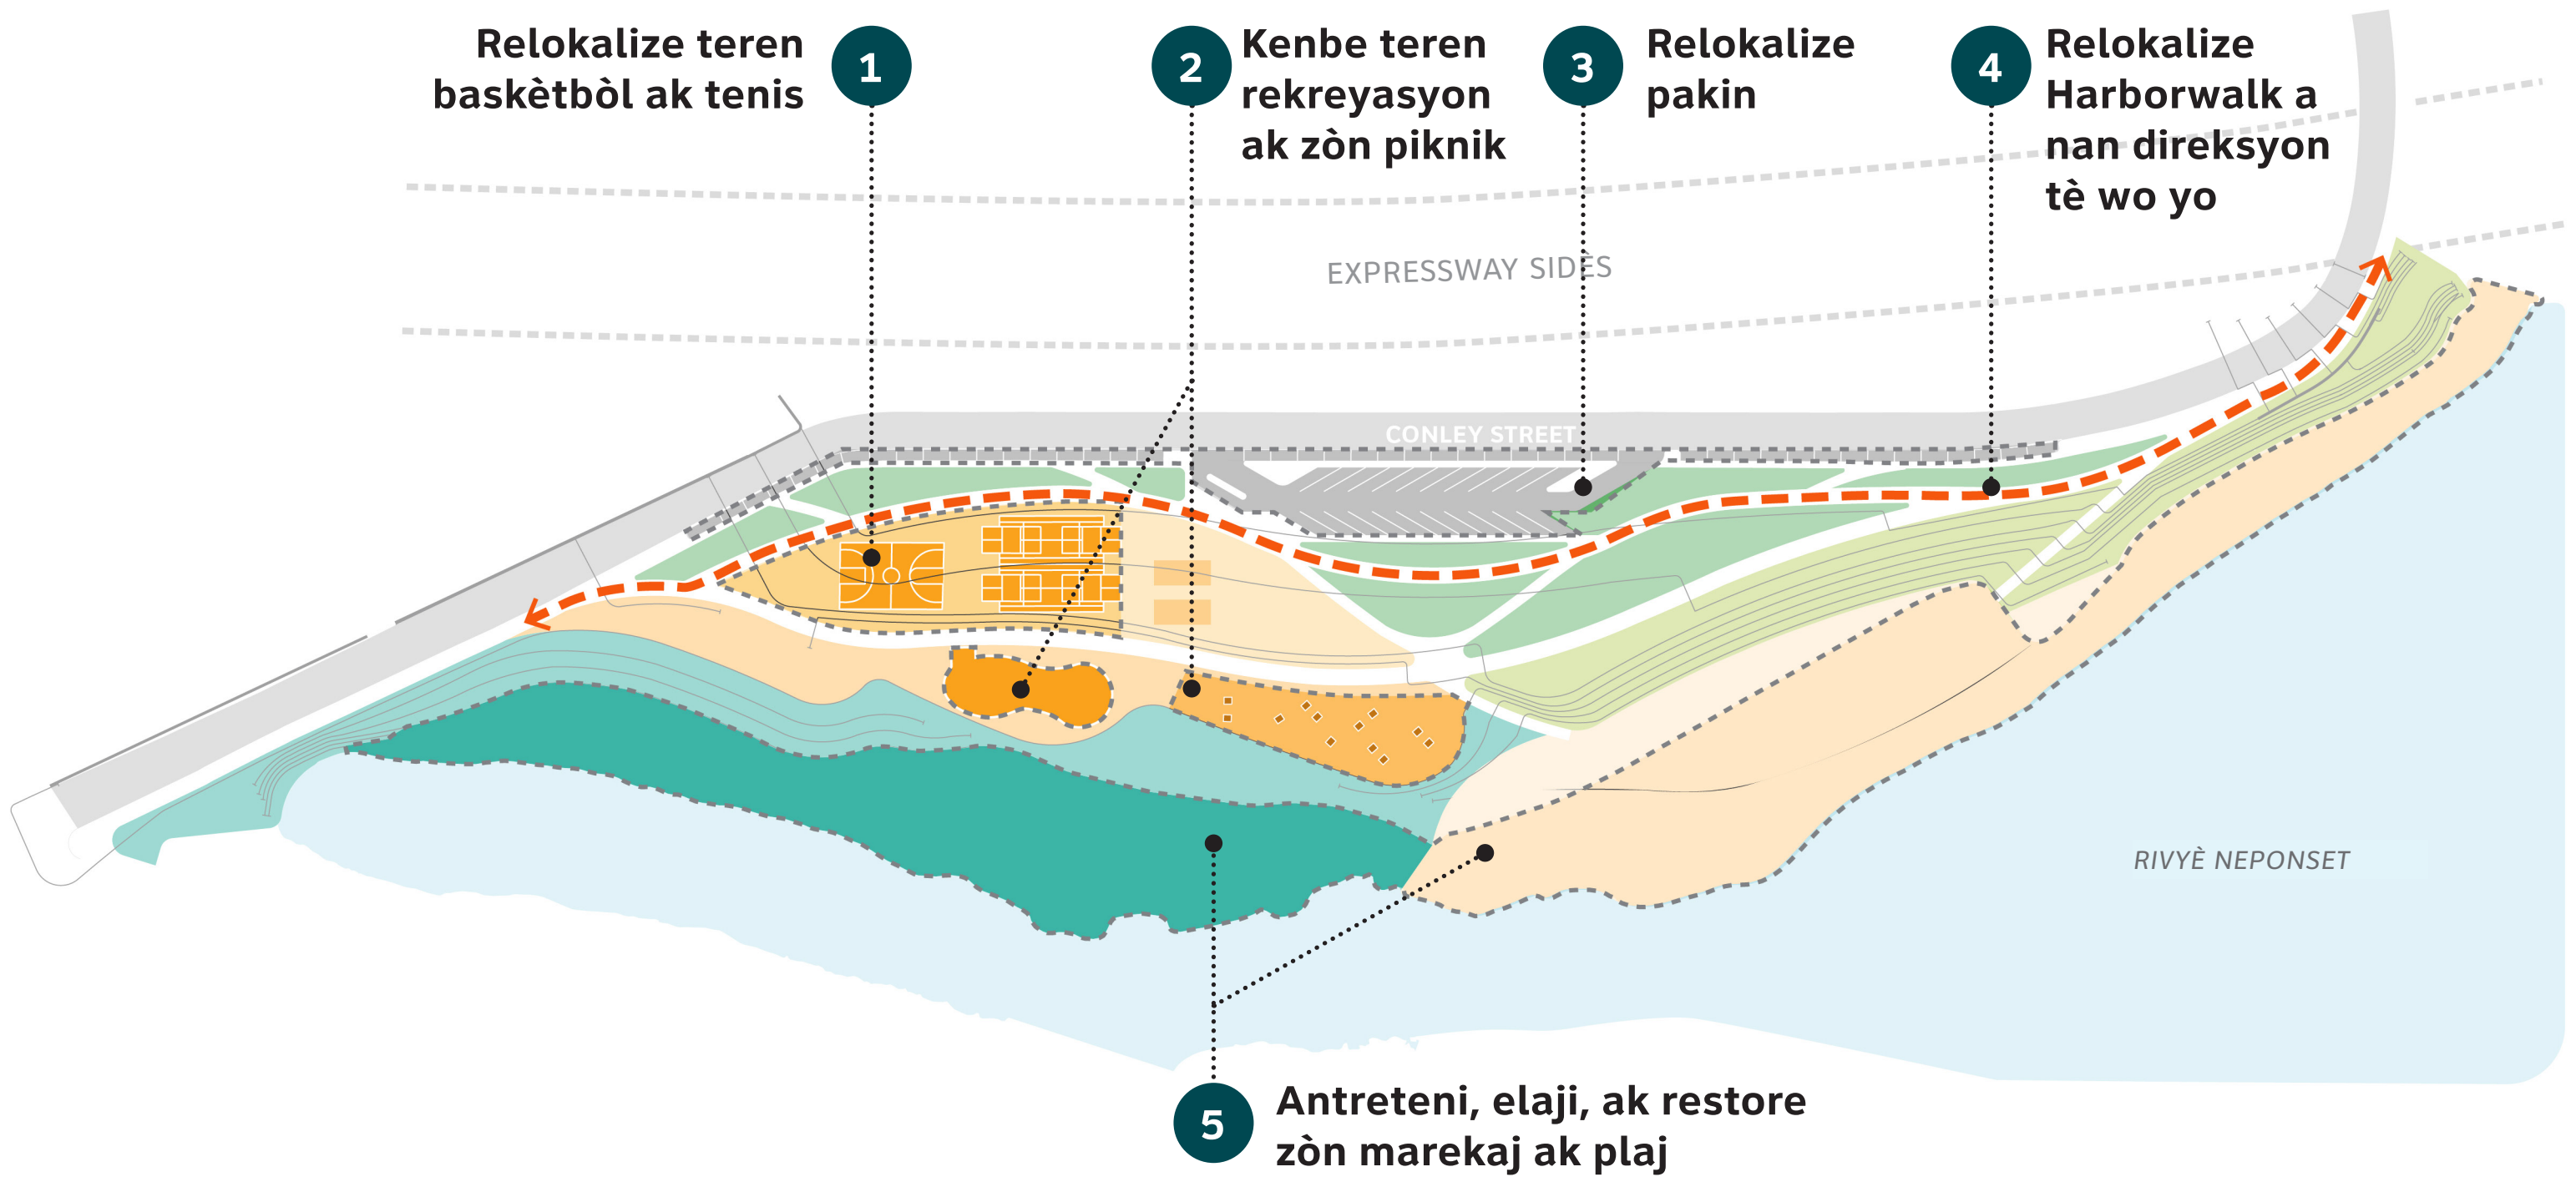 Relokalize teren
baskètbòl ak tenis
1
2
Kenbe teren
rekreyasyon
ak zòn piknik
3
Relokalize
pakin
4
Relokalize
Harborwalk a
nan direksyon
tè wo yo
EXPRESSWAY SIDÈS
CONLEY STREET
RIVYÈ NEPONSET
5
Antreteni, elaji, ak restore
zòn marekaj ak plaj